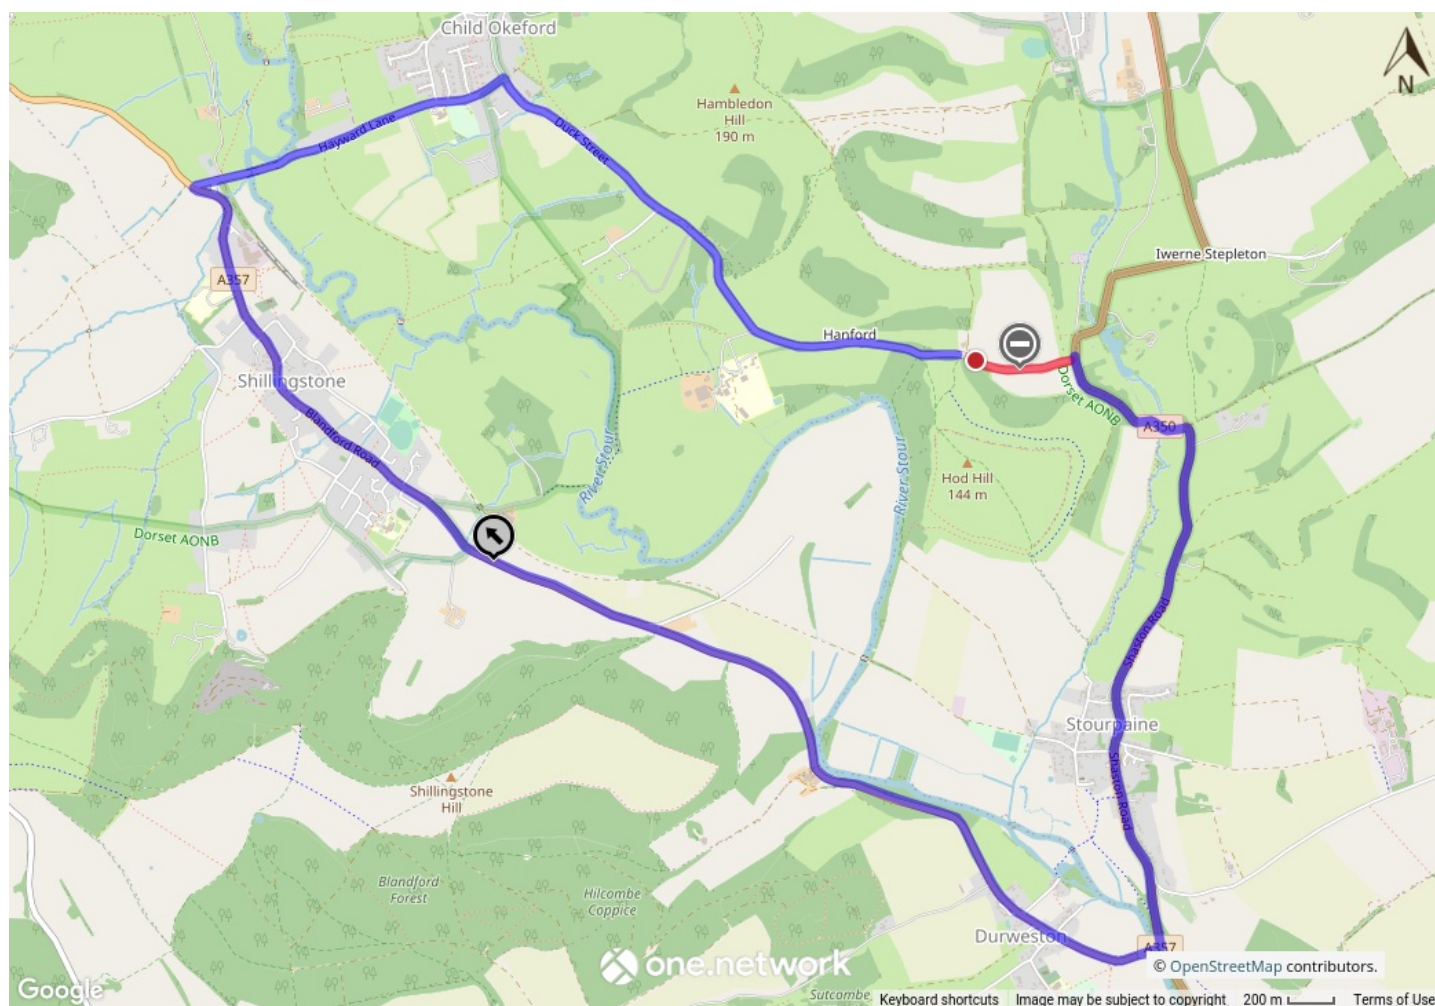 Child Okeford
N
Hambledon
Hill
190 m
Hayward Lane
Duck Street
Iwerne Stepleton
A357
Hanford
Shillingstone
Dorset AONB
A350
Blandford Road
River Stour
River Stour
Hod Hill
144 m
Dorset AONB
Shaston Road
Stourpaine
Shillingstone
Hill
Shaston Road
Blandford
Forest
Hilcombe
Coppice
Durweston
A357
one.network
© OpenStreetMap contributors.
Google
Sutcombe
Keyboard shortcuts
Image may be subject to copyright
200 m
Terms of Use